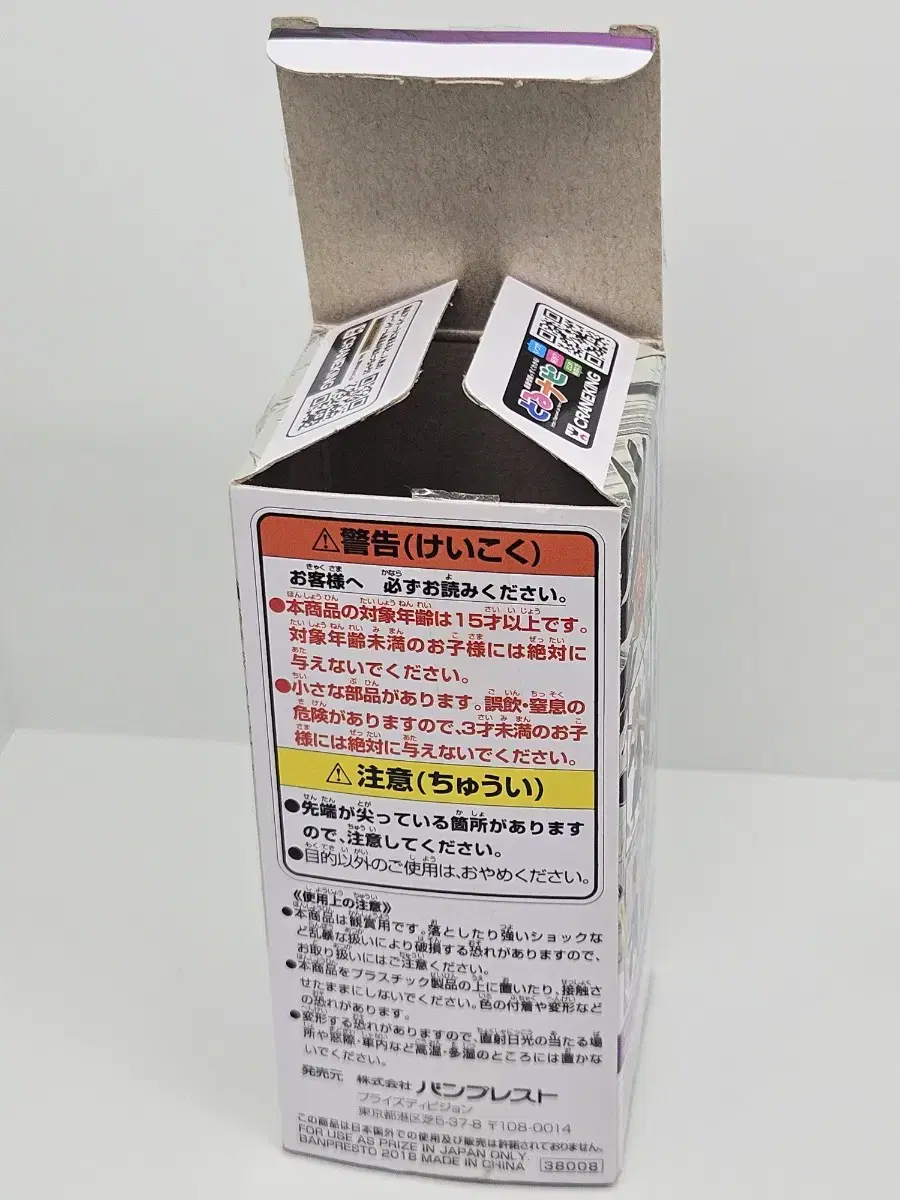 CRANEKING
とるナビ
CRANEKING
⚠警告(けいこく)
お客様へ 必ずお読みください。
●本商品の対象年齢は15才以上です。
対象年齢未満のお子様には絶対に
与えないでください。
●小さな部品があります。誤飲・窒息の
危険がありますので、3才未満のお子
様には絶対に与えないでください。
⚠注意(ちゅうい)
●先端が尖っている箇所があります
ので、注意してください。
●目的以外のご使用は、おやめください。
《使用上の注意》
●本商品は観賞用です。落としたり強いショックな
ど乱暴な扱いにより破損する恐れがありますので、
お取り扱いにはご注意ください。
●本商品をプラスチック製品の上に置いたり、接触さ
せたままにしないでください。色の付着や変形など
の恐れがあります。
●変形する恐れがありますので、直射日光の当たる場
所や窓際・車内など高温・多湿のところには置かな
いでください。
発売元 株式会社 バンプレスト
プライズディビジョン
東京都港区芝5-37-8 〒108-0014
この商品は日本国外での使用及び販売は許諾されておりません。
FOR USE AS PRIZE IN JAPAN ONLY.
BANPRESTO 2018 MADE IN CHINA 38008